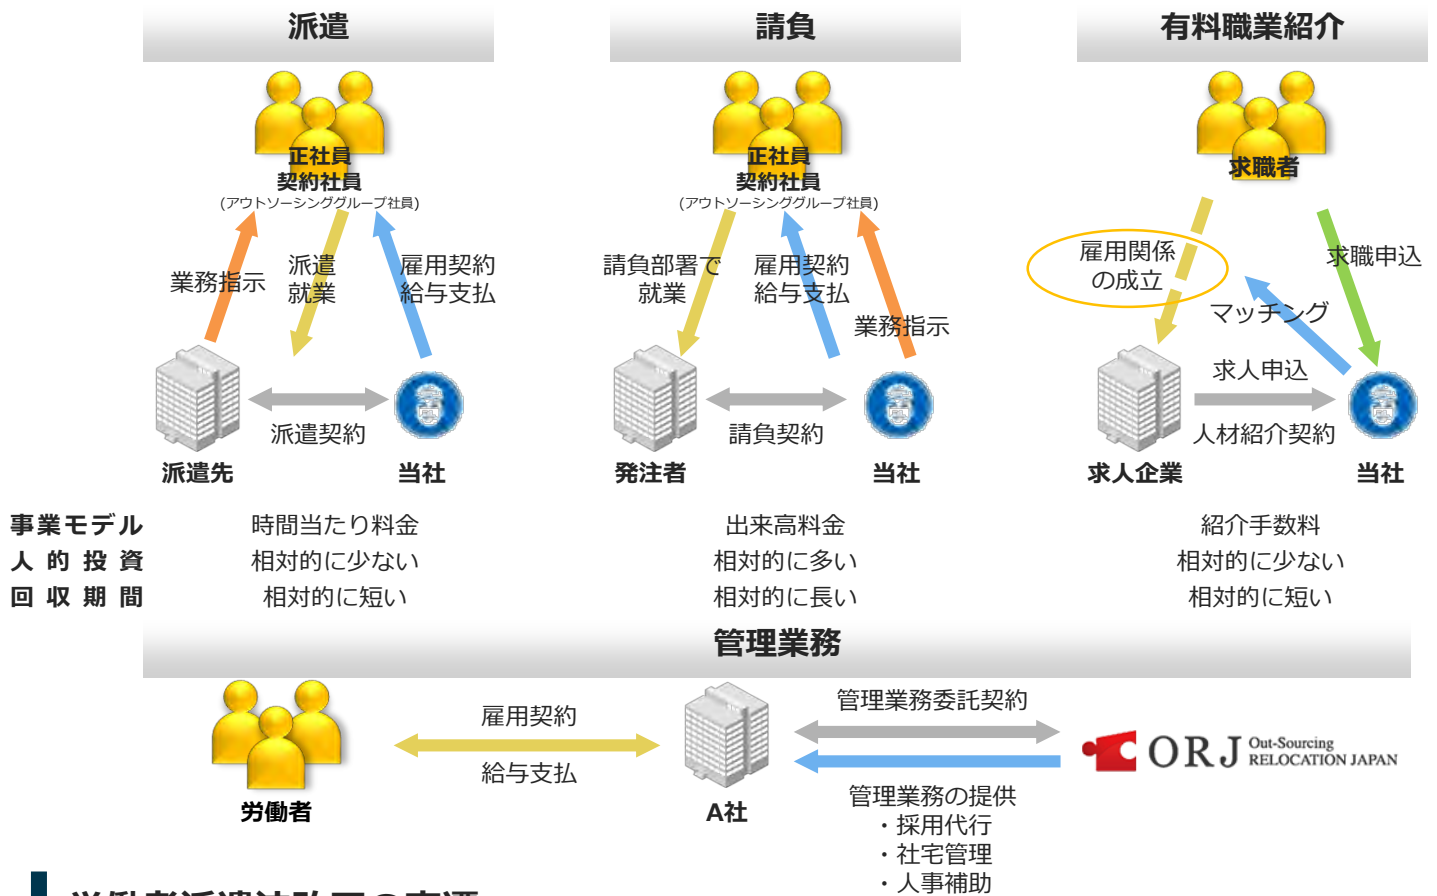 派遣
正社員
契約社員
(アウトソーシンググループ社員)
業務指示
派遣
就業
雇用契約
給与支払
派遣契約
派遣先
当社
請負
正社員
契約社員
(アウトソーシンググループ社員)
請負部署で
就業
雇用契約
給与支払
業務指示
請負契約
発注者
当社
有料職業紹介
求職者
雇用関係
の成立
求職申込
マッチング
求人申込
人材紹介契約
求人企業
当社
事業モデル 時間当たり料金 出来高料金 紹介手数料
人的投資 相対的に少ない 相対的に多い 相対的に少ない
回収期間 相対的に短い 相対的に長い 相対的に短い
管理業務
労働者
雇用契約
給与支払
A社
管理業務委託契約
管理業務の提供
・採用代行
・社宅管理
・人事補助
ORJ
Out-Sourcing
RELOCATION JAPAN